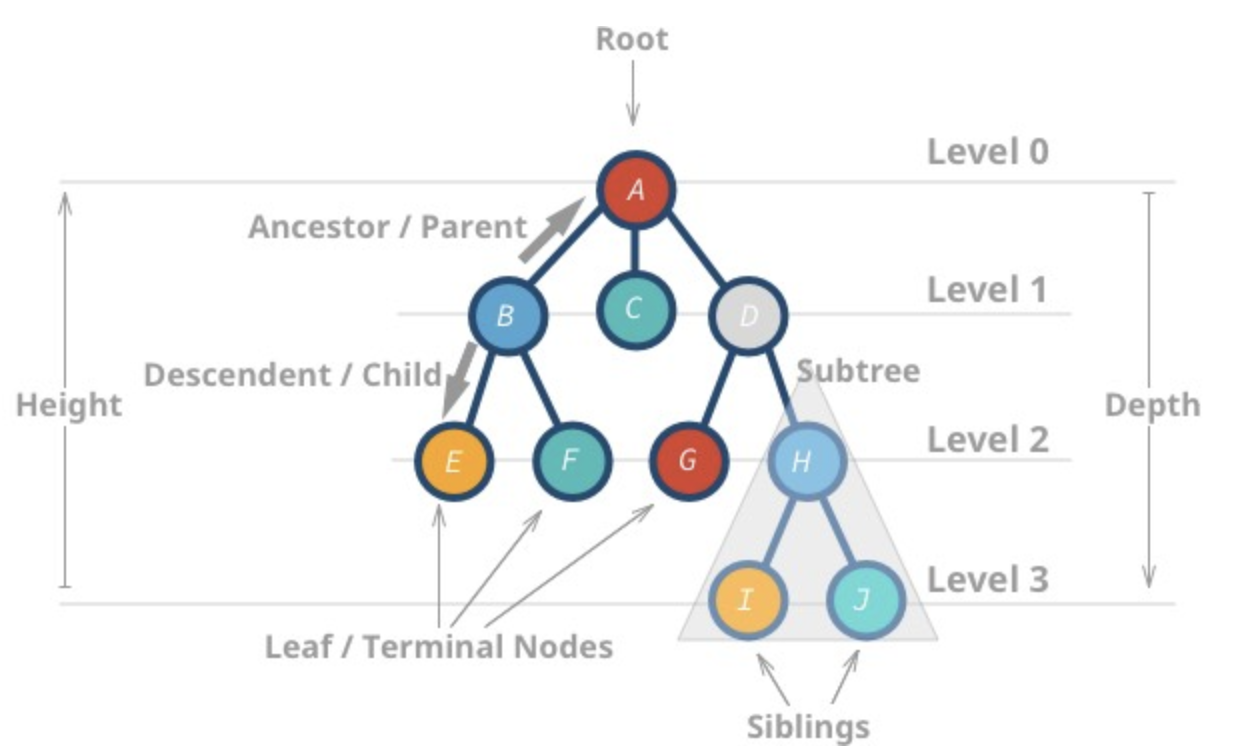 Root
Level 0
A
Ancestor / Parent
Level 1
B
C
D
Descendent / Child
Subtree
Height
Depth
Level 2
E
F
G
H
Level 3
I
J
Leaf / Terminal Nodes
Siblings